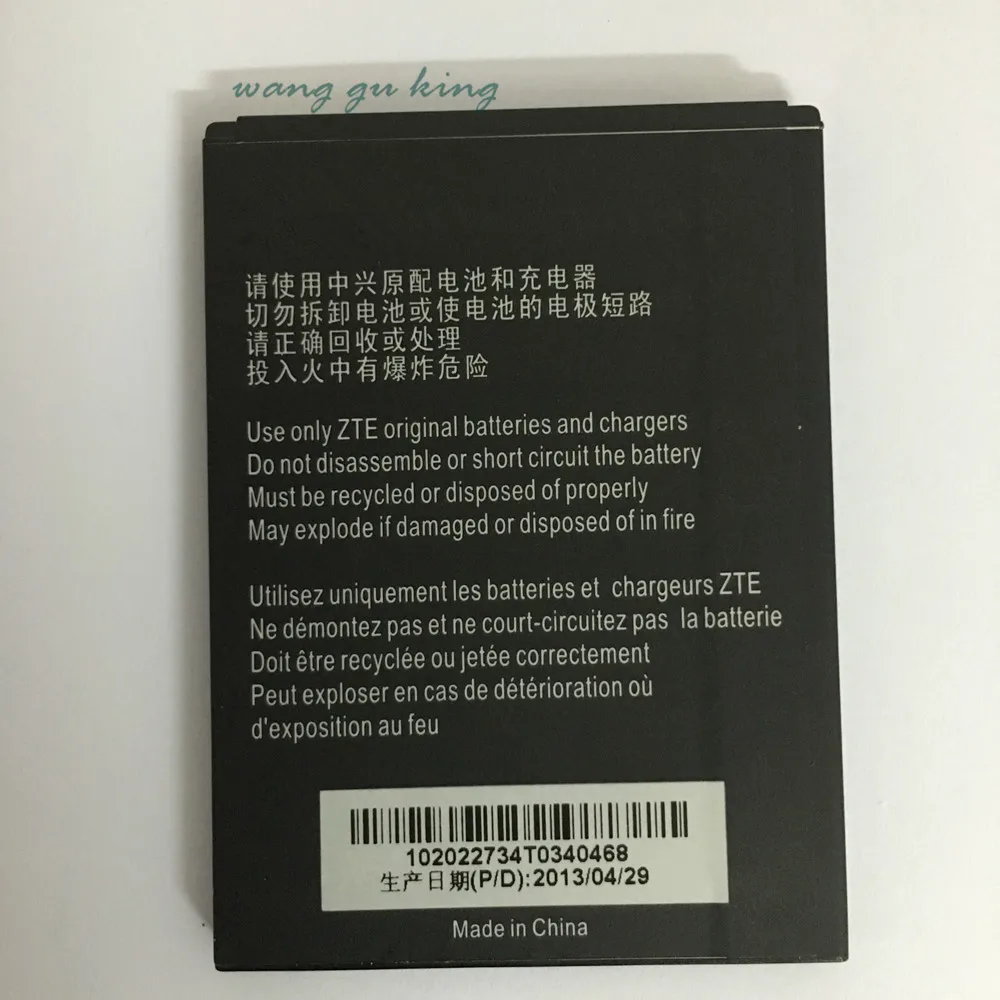 wang gu king
请使用中兴原配电池和充电器
切勿拆卸电池或使电池的电极短路
请正确回收或处理
投入火中有爆炸危险
Use only ZTE original batteries and chargers
Do not disassemble or short circuit the battery
Must be recycled or disposed of properly
May explode if damaged or disposed of in fire
Utilisez uniquement les batteries et chargeurs ZTE
Ne démontez pas et ne court-circuitez pas la batterie
Doit être recyclée ou jetée correctement
Peut exploser en cas de détérioration où
d'exposition au feu
102022734T0340468
生产日期(P/D):2013/04/29
Made in China